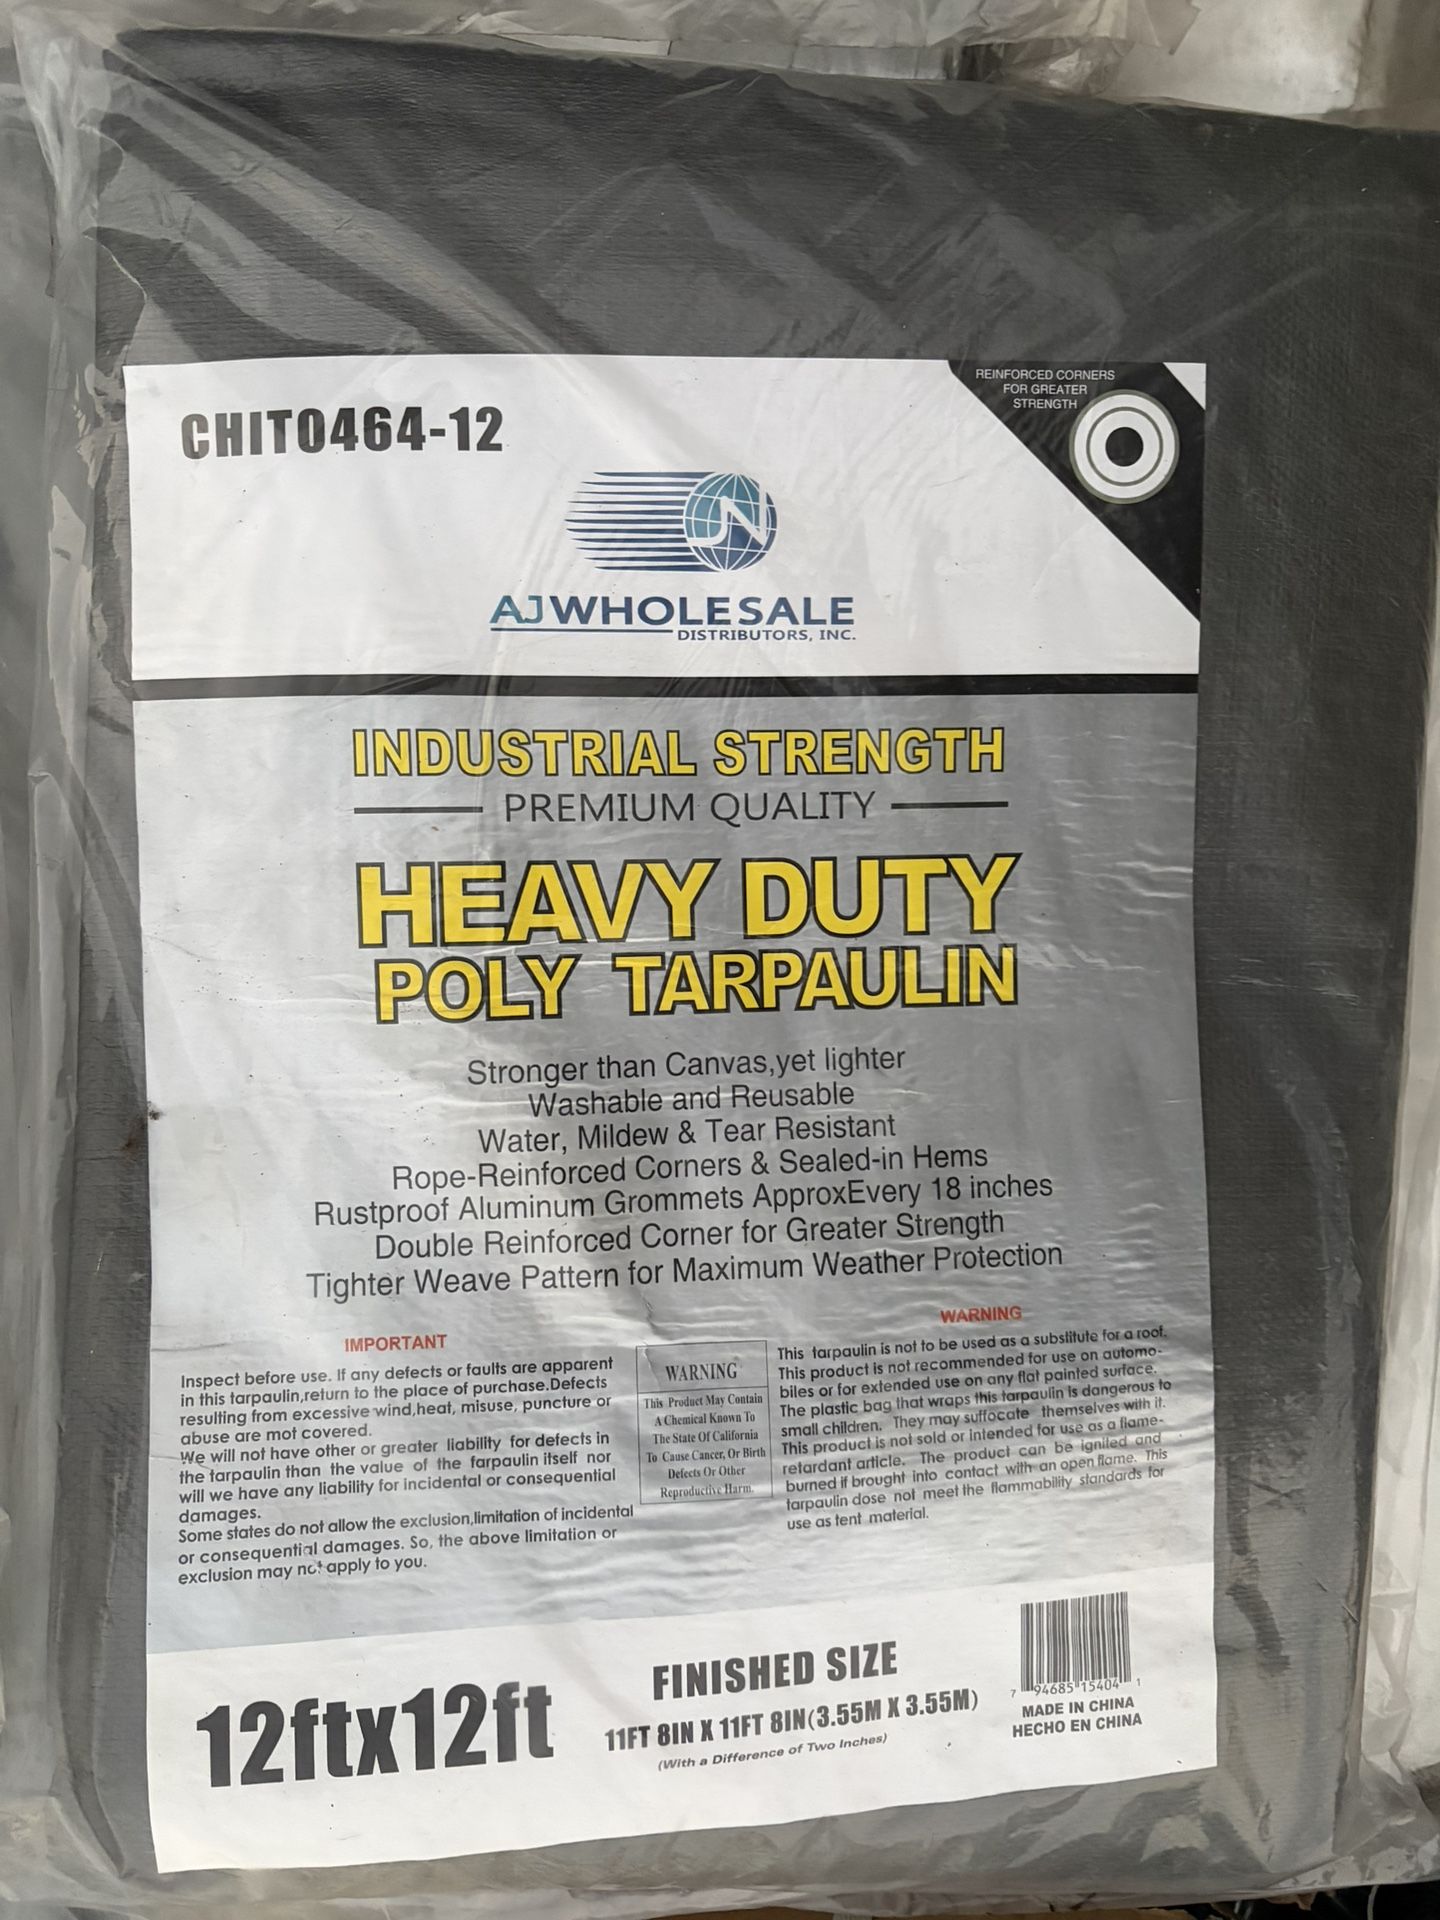 REINFORCED CORNERS
FOR GREATER
STRENGTH
CHIT0464-12
AJ WHOLESALE
DISTRIBUTORS, INC.
INDUSTRIAL STRENGTH
PREMIUM QUALITY
HEAVY DUTY
POLY TARPAULIN
Stronger than Canvas,yet lighter
Washable and Reusable
Water, Mildew & Tear Resistant
Rope-Reinforced Corners & Sealed-in Hems
Rustproof Aluminum Grommets ApproxEvery 18 inches
Double Reinforced Corner for Greater Strength
Tighter Weave Pattern for Maximum Weather Protection
IMPORTANT
Inspect before use. If any defects or faults are apparent
in this tarpaulin,return to the place of purchase.Defects
resulting from excessive wind,heat, misuse, puncture or
abuse are mot covered.
We will not have other or greater liability for defects in
the tarpaulin than the value of the farpaulin itself nor
will we have any liability for incidental or consequential
damages.
Some states do not allow the exclusion,limitation of incidental
or consequential damages. So, the above limitation or
exclusion may not apply to you.
WARNING
This Product May Contain
A Chemical Known To
The State Of California
To Cause Cancer, Or Birth
Defects Or Other
Reproductive Harm.
WARNING
This tarpaulin is not to be used as a substitute for a roof.
This product is not recommended for use on automo-
biles or for extended use on any flat painted surface.
The plastic bag that wraps this tarpaulin is dangerous to
small children. They may suffocate themselves with it.
This product is not sold or intended for use as a flame-
retardant article. The product can be ignited and
burned if brought into contact with an open flame. This
tarpaulin dose not meet the flammability standards for
use as tent material.
12ftx12ft
FINISHED SIZE
11FT 8IN X 11FT 8IN(3.55M X 3.55M)
(With a Difference of Two Inches)
7 94685 15404 1
MADE IN CHINA
HECHO EN CHINA